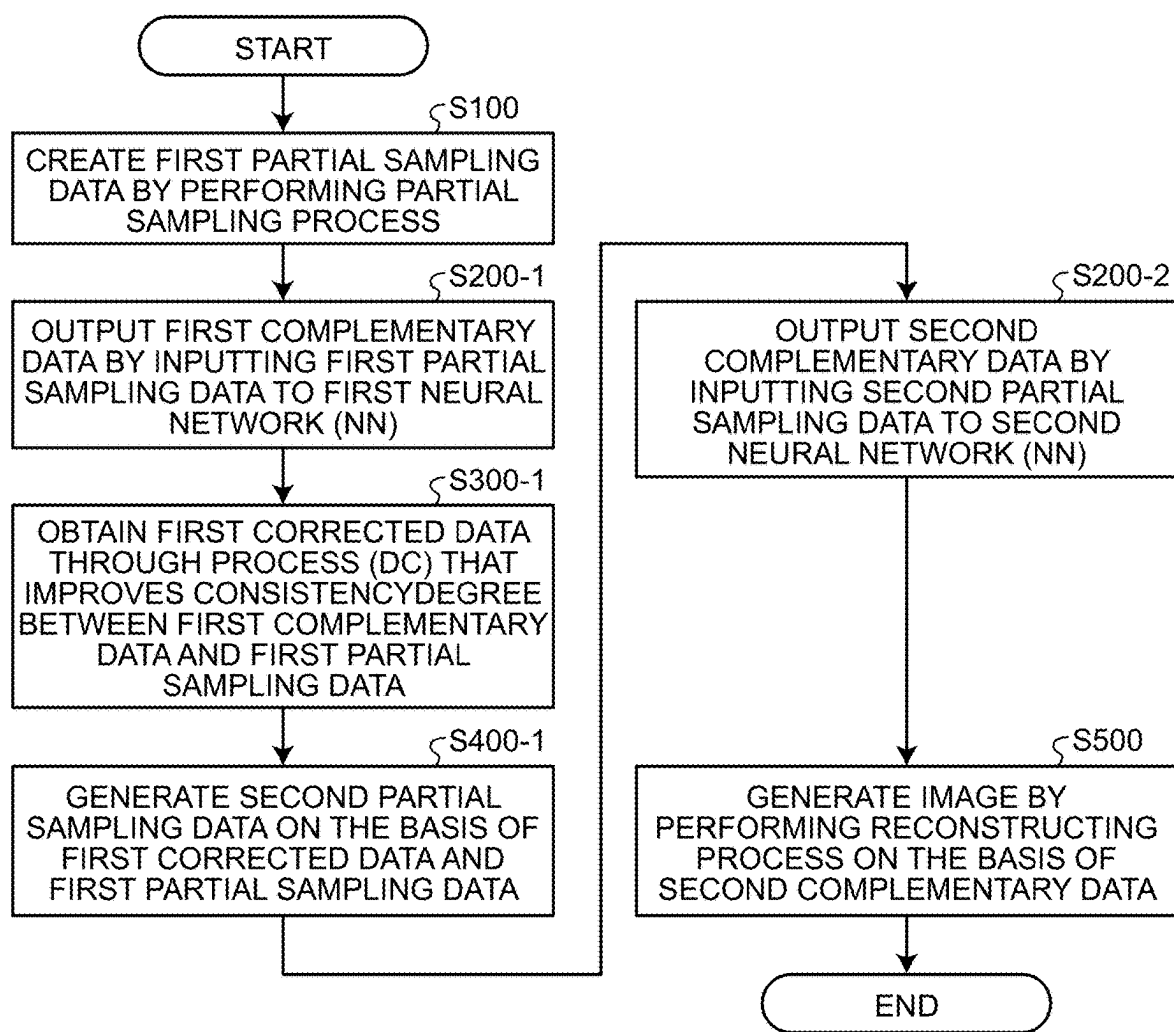 START
S100
CREATE FIRST PARTIAL SAMPLING
DATA BY PERFORMING PARTIAL
SAMPLING PROCESS
S200-1
OUTPUT FIRST COMPLEMENTARY
DATA BY INPUTTING FIRST PARTIAL
SAMPLING DATA TO FIRST NEURAL
NETWORK (NN)
S300-1
OBTAIN FIRST CORRECTED DATA
THROUGH PROCESS (DC) THAT
IMPROVES CONSISTENCYDEGREE
BETWEEN FIRST COMPLEMENTARY
DATA AND FIRST PARTIAL
SAMPLING DATA
S400-1
GENERATE SECOND PARTIAL
SAMPLING DATA ON THE BASIS OF
FIRST CORRECTED DATA AND
FIRST PARTIAL SAMPLING DATA
S200-2
OUTPUT SECOND
COMPLEMENTARY DATA BY
INPUTTING SECOND PARTIAL
SAMPLING DATA TO SECOND
NEURAL NETWORK (NN)
S500
GENERATE IMAGE BY
PERFORMING RECONSTRUCTING
PROCESS ON THE BASIS OF
SECOND COMPLEMENTARY DATA
END